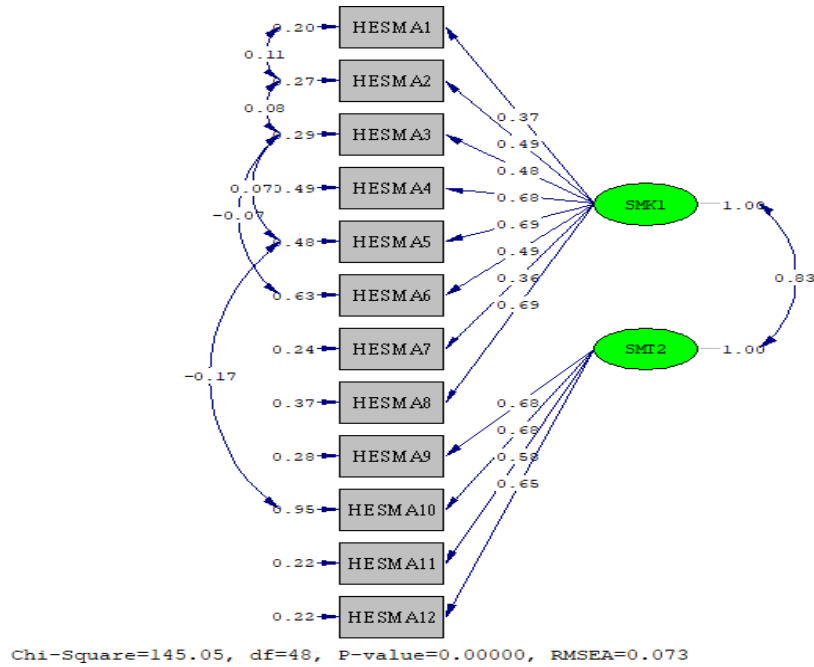 0.20 HESMA1
0.11
0.27 HESMA2
0.37
0.08
0.49
0.29 HESMA3
0.48
0.070.49 HESMA4
0.68 SMK1 1.00
-0.07
0.69
0.48 HESMA5
0.49
0.36 0.83
0.63 HESMA6
0.69
0.24 HESMA7
SMT2 1.00
-0.17
0.37 HESMA8
0.68
0.68
0.28 HESMA9
0.58
0.65
0.95 HESMA10
0.22 HESMA11
0.22 HESMA12
Chi-Square=145.05, df=48, P-value=0.00000, RMSEA=0.073